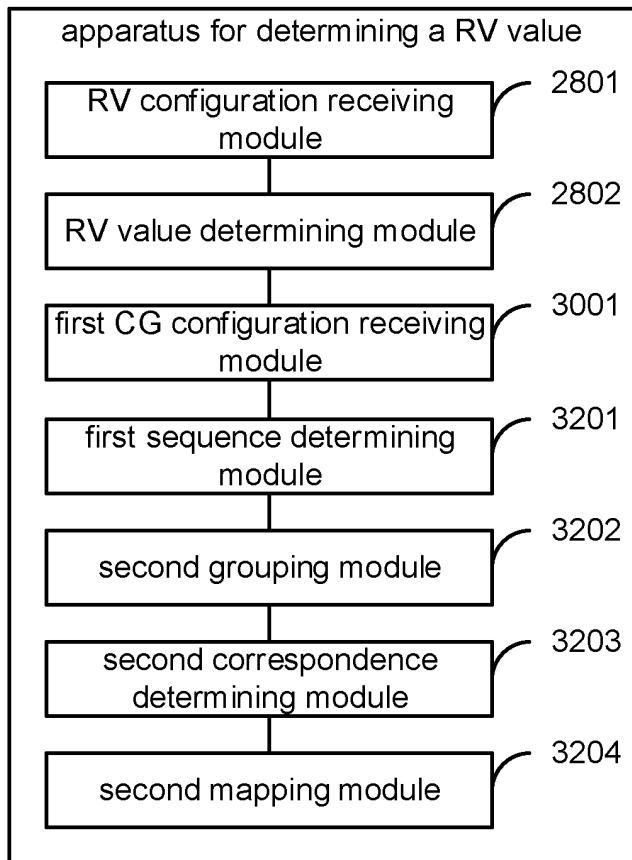 apparatus for determining a RV value
RV configuration receiving
module
2801
RV value determining module
2802
first CG configuration receiving
module
3001
first sequence determining
module
3201
second grouping module
3202
second correspondence
determining module
3203
second mapping module
3204